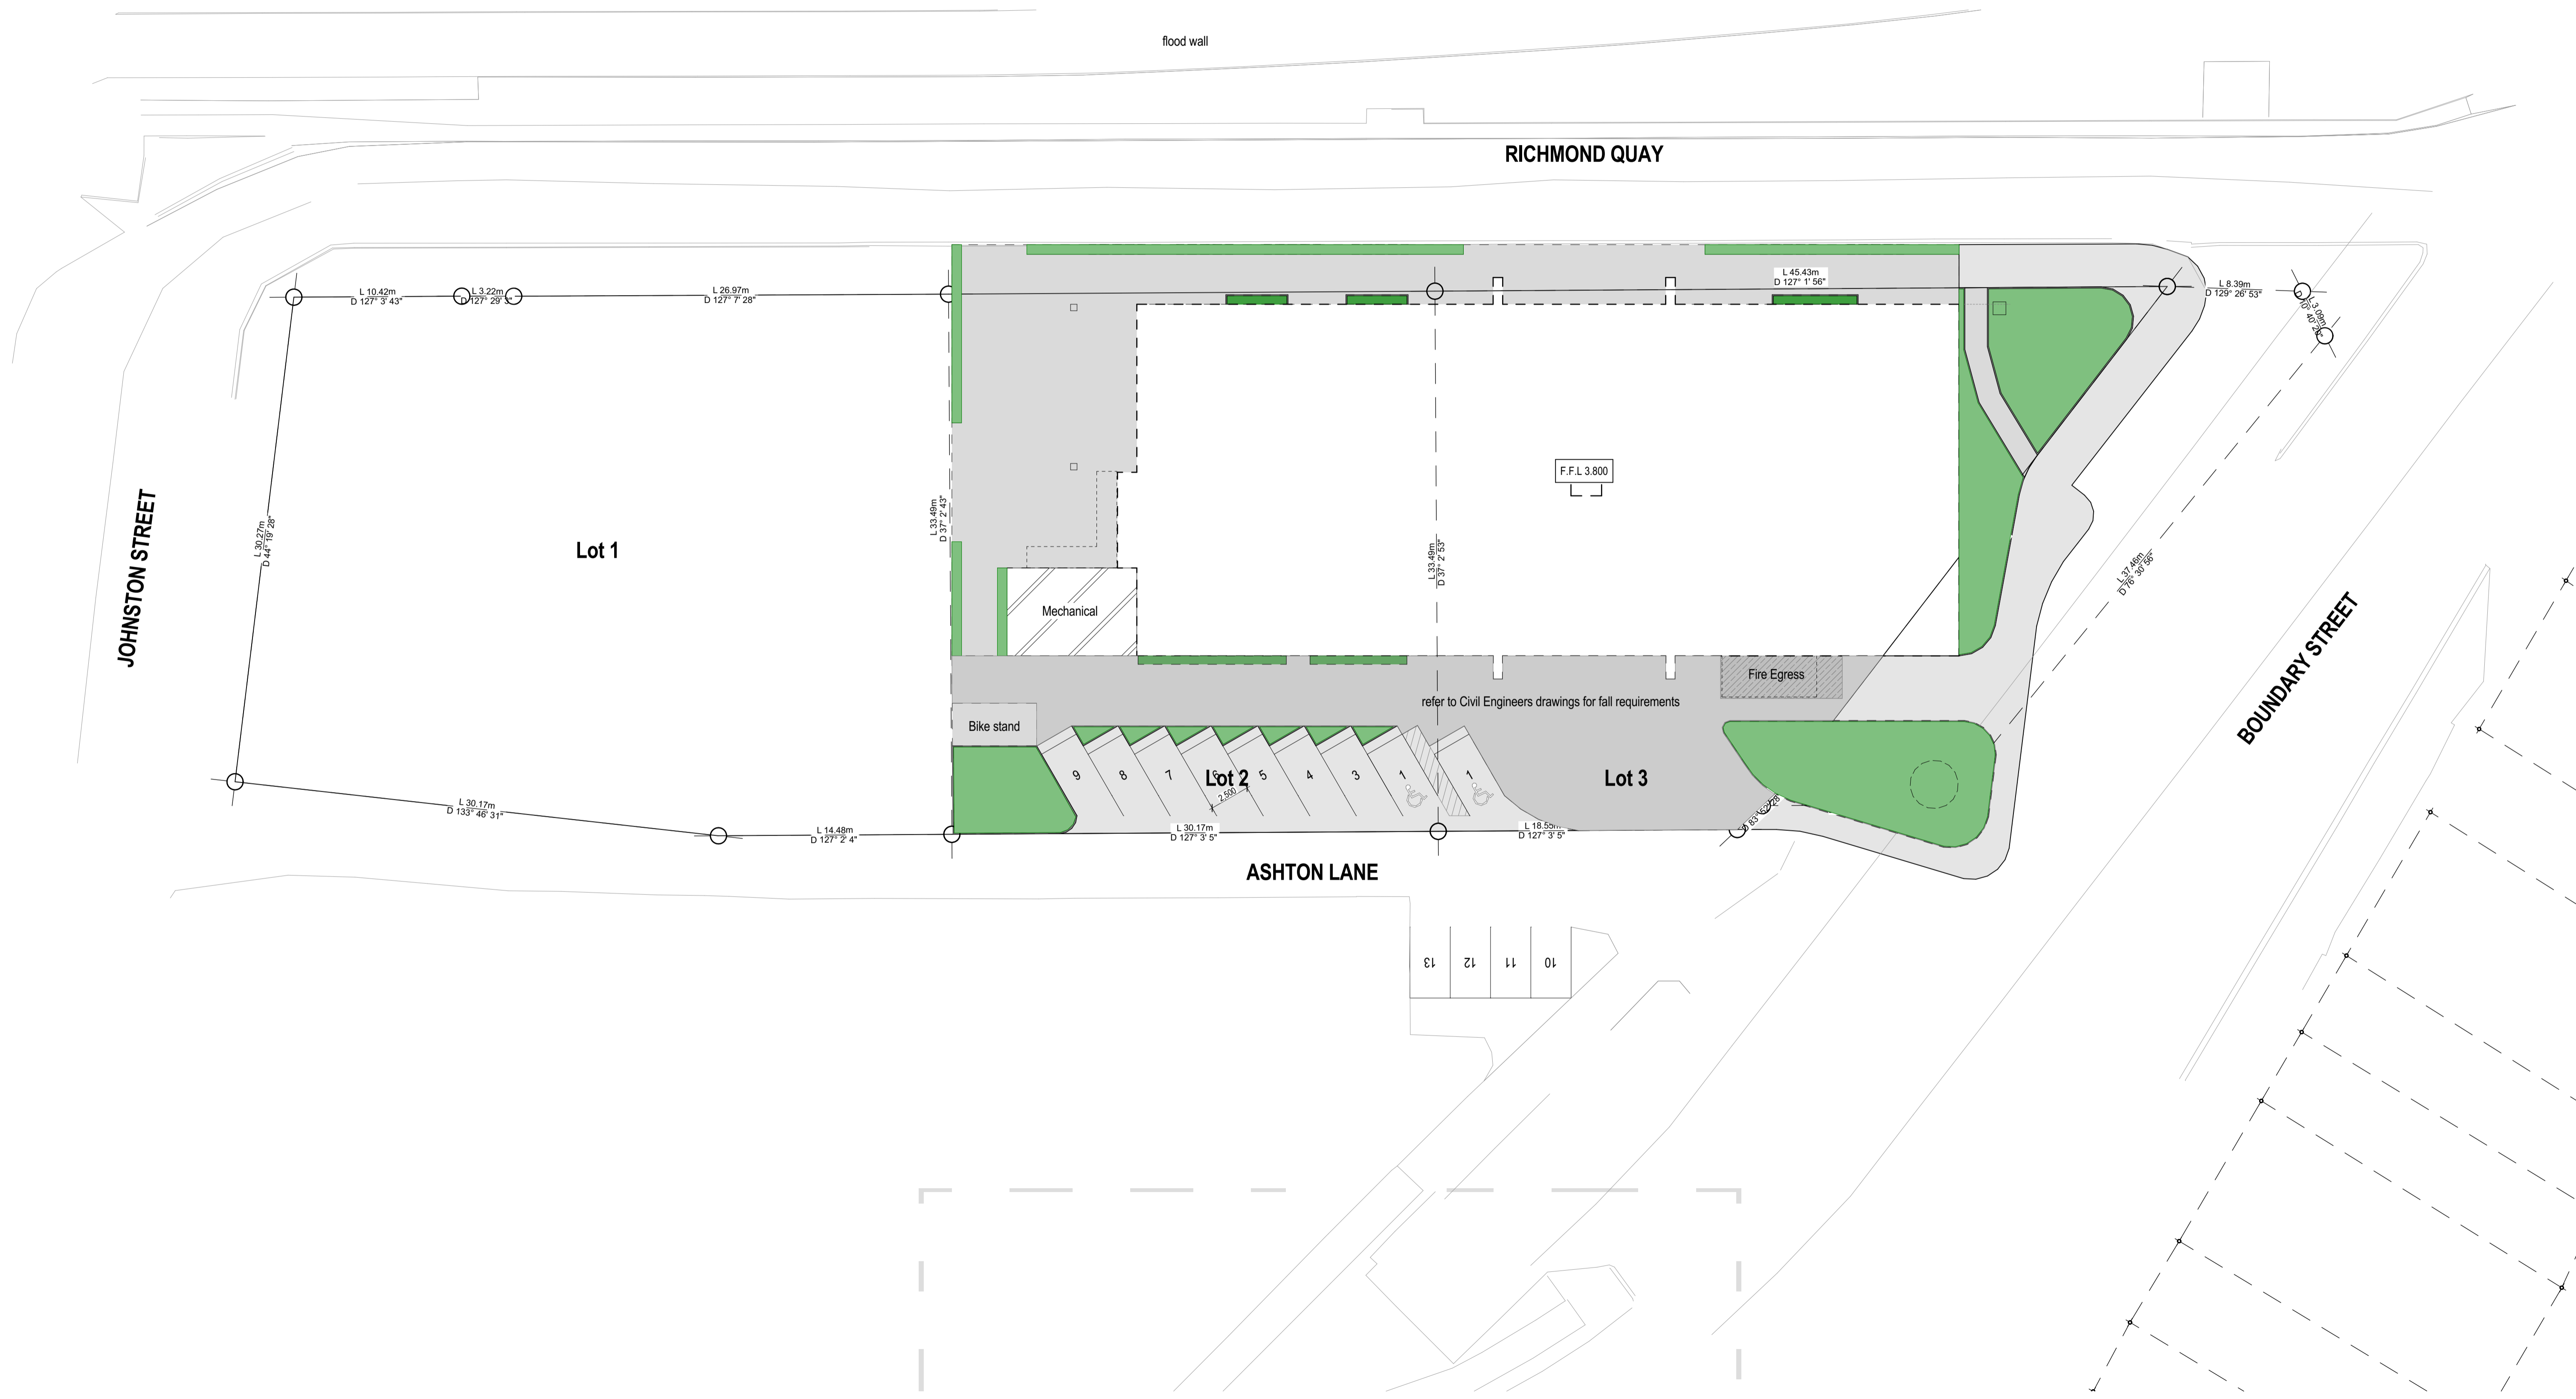 flood wall
RICHMOND QUAY
L 10.42m
D 127° 3' 43"
L 3.22m
D 127° 29' 3"
L 26.97m
D 127° 7' 28"
L 45.43m
D 127° 1' 56"
L 8.39m
D 129° 26' 53"
L 3.09m
JOHNSTON STREET
L 30.27m
D 44° 19' 28"
Lot 1
L 33.49m
D 37° 2' 43"
F.F.L 3.800
L 33.49m
D 37° 2' 53"
L 37.46m
D 76° 30' 56"
BOUNDARY STREET
Mechanical
Fire Egress
refer to Civil Engineers drawings for fall requirements
Bike stand
9
8
7
6
5
4
3
1
1
Lot 2
2,500
Lot 3
L 30.17m
D 133° 46' 31"
L 14.48m
D 127° 2' 4"
L 30.17m
D 127° 3' 5"
L 18.55m
D 127° 3' 5"
ASHTON LANE
13
12
11
10